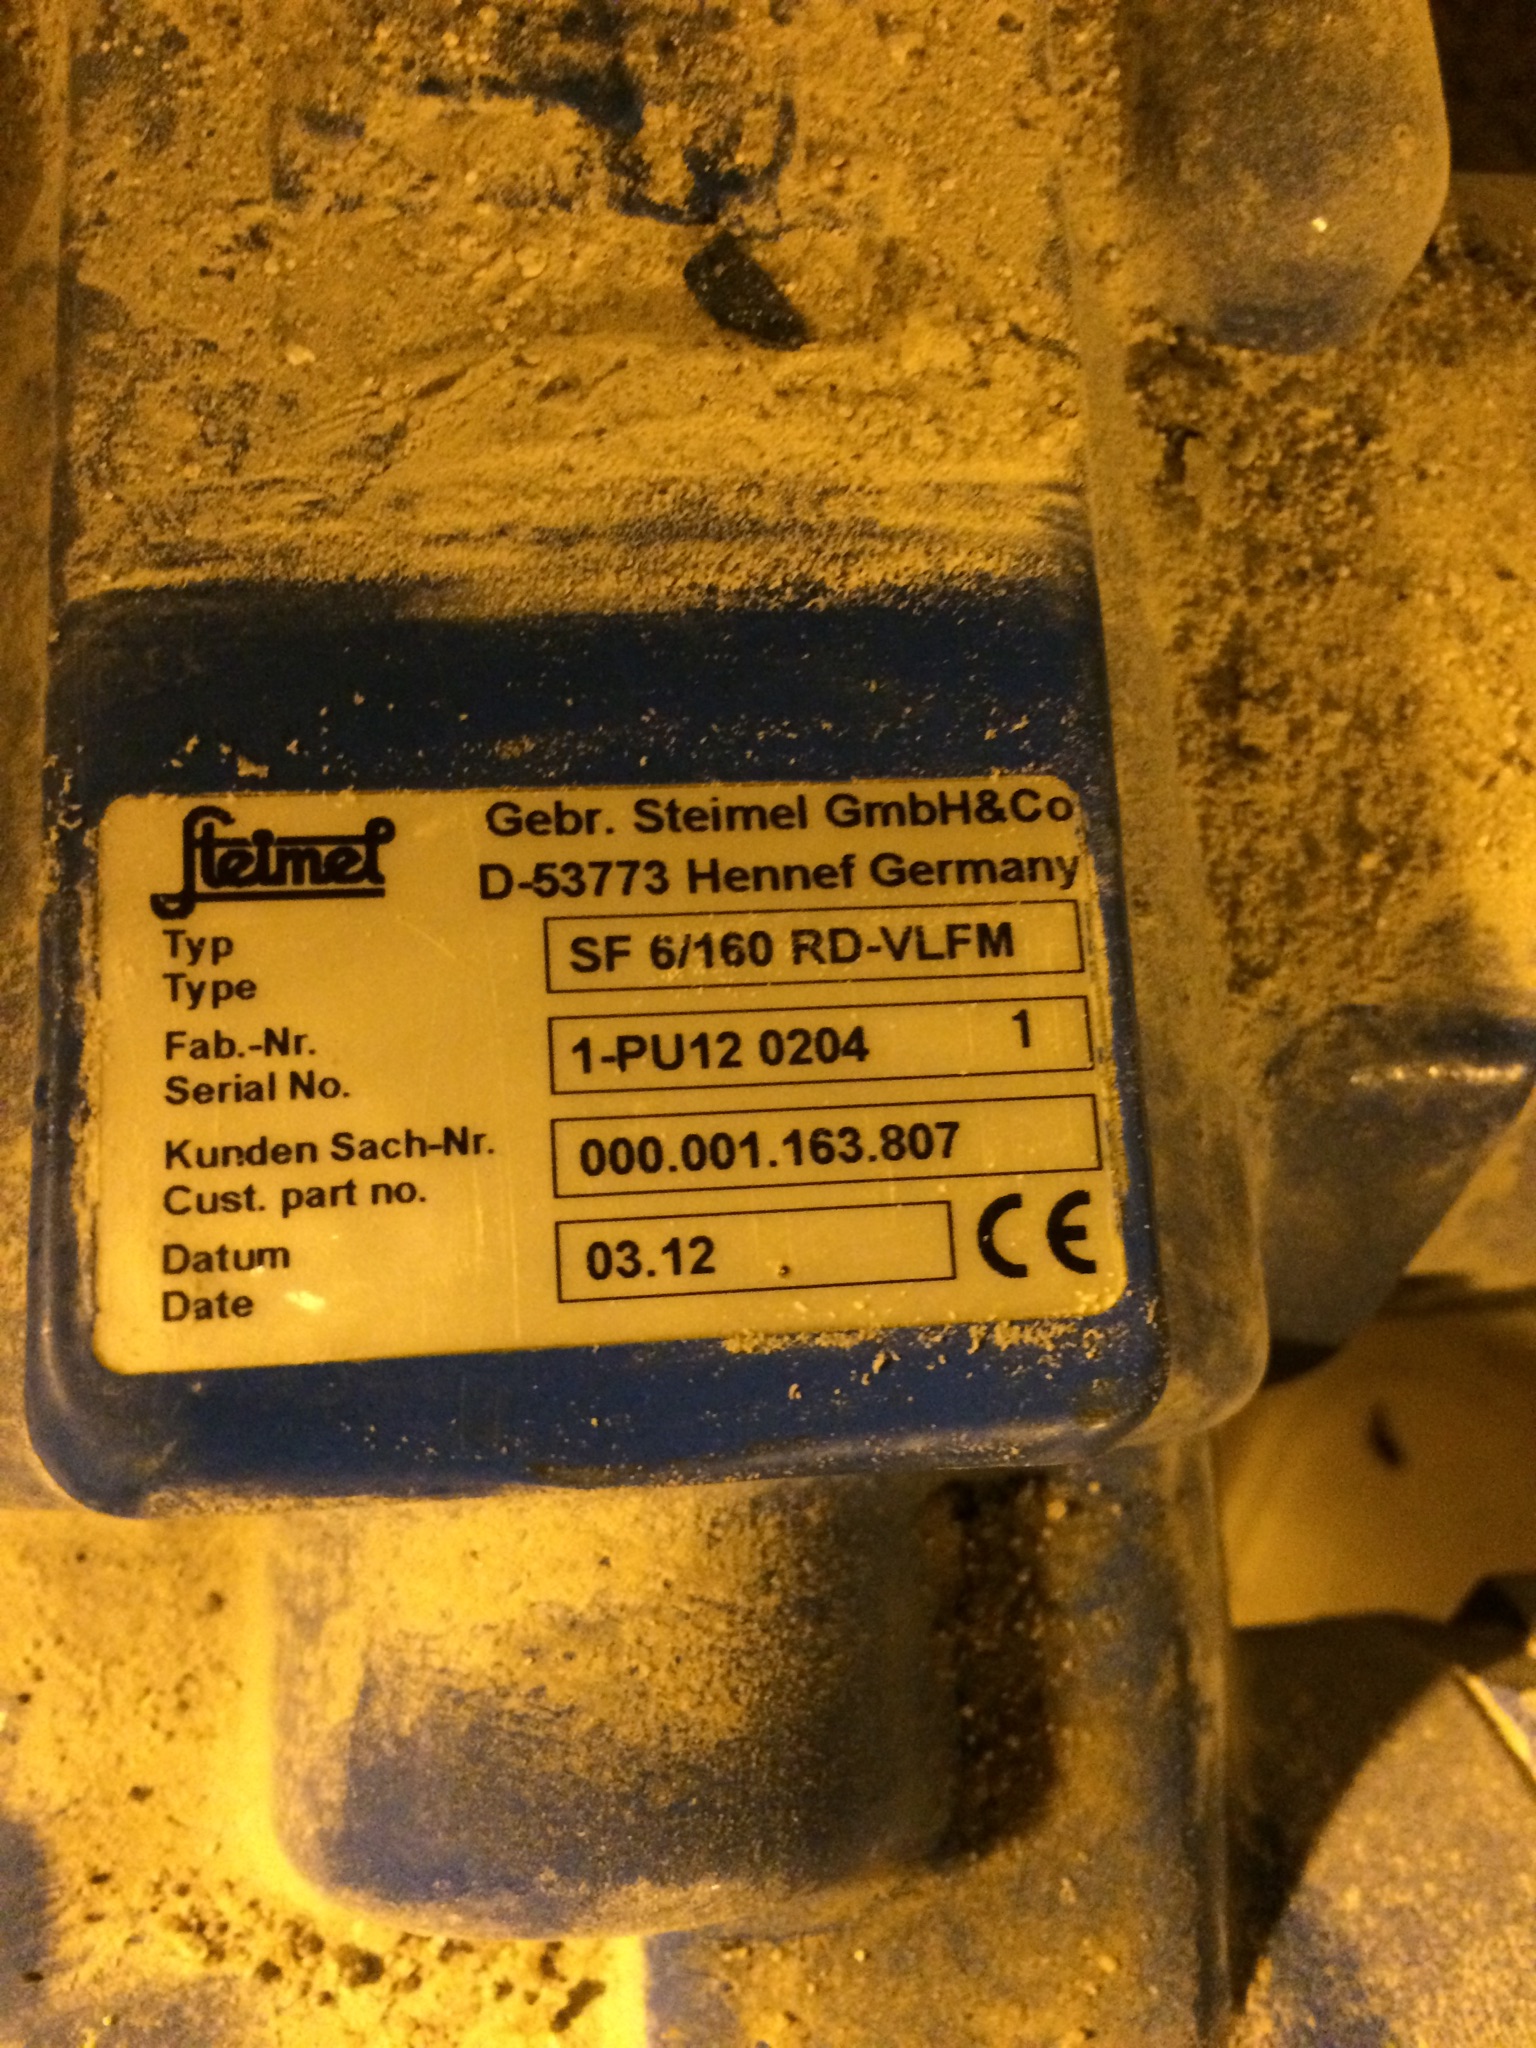 Steimel
Gebr. Steimel GmbH&Co
D-53773 Hennef Germany
Typ
Type
SF 6/160 RD-VLFM
Fab.-Nr.
Serial No.
1-PU12 0204 1
Kunden Sach-Nr.
Cust. part no.
000.001.163.807
Datum
Date
03.12
CE